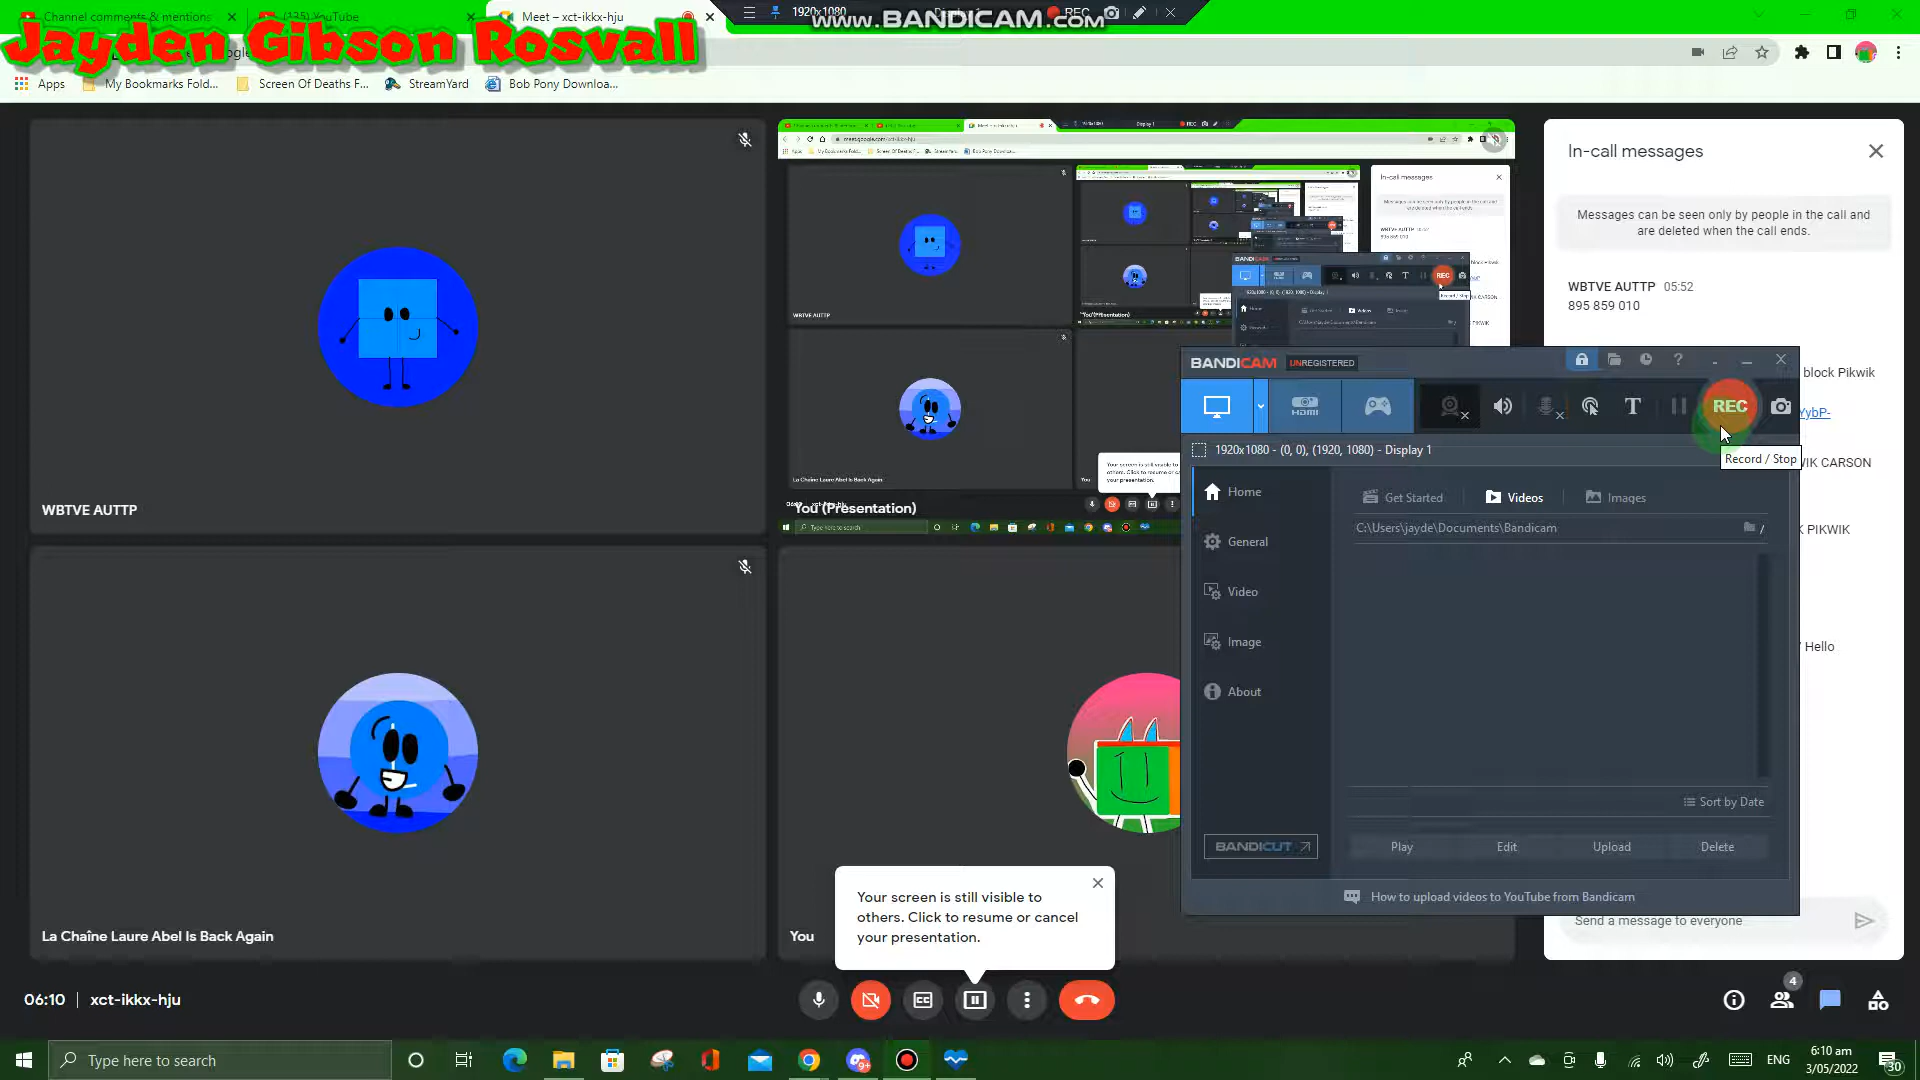 Channel comments & mentions
(135) YouTube
Meet – xct-ikkx-hju
1920x1080
REC
www.BANDICAM.com
Jayden Gibson Rosvall
Apps
My Bookmarks Fold...
Screen Of Deaths F...
StreamYard
Bob Pony Downloa...
WBTVE AUTTP
You (Presentation)
La Chaîne Laure Abel Is Back Again
You
Your screen is still visible to
others. Click to resume or cancel
your presentation.
In-call messages
Messages can be seen only by people in the call and
are deleted when the call ends.
WBTVE AUTTP 05:52
895 859 010
block Pikwik
YybP-
WIK CARSON
K PIKWIK
Hello
Send a message to everyone
BANDICAM UNREGISTERED
HDMI
T
REC
1920x1080 - (0, 0), (1920, 1080) - Display 1
Record / Stop
Home
General
Video
Image
About
Get Started
Videos
Images
C:\Users\jayde\Documents\Bandicam
Sort by Date
BANDICUT
Play
Edit
Upload
Delete
How to upload videos to YouTube from Bandicam
06:10 | xct-ikkx-hju
4
Type here to search
9+
ENG
6:10 am
3/05/2022
30